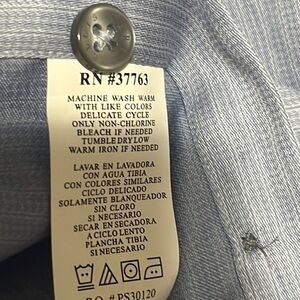 RN #37763
MACHINE WASH WARM
WITH LIKE COLORS
DELICATE CYCLE
ONLY NON-CHLORINE
BLEACH IF NEEDED
TUMBLE DRY LOW
WARM IRON IF NEEDED
LAVAR EN LAVADORA
CON AGUA TIBIA
CON COLORES SIMILARES
CICLO DELICADO
SOLAMENTE BLANQUEADOR
SIN CLORO
SI NECESARIO
SECAR EN SECADORA
A CICLO LENTO
PLANCHA TIBIA
SI NECESARIO
P.O. #PS30120